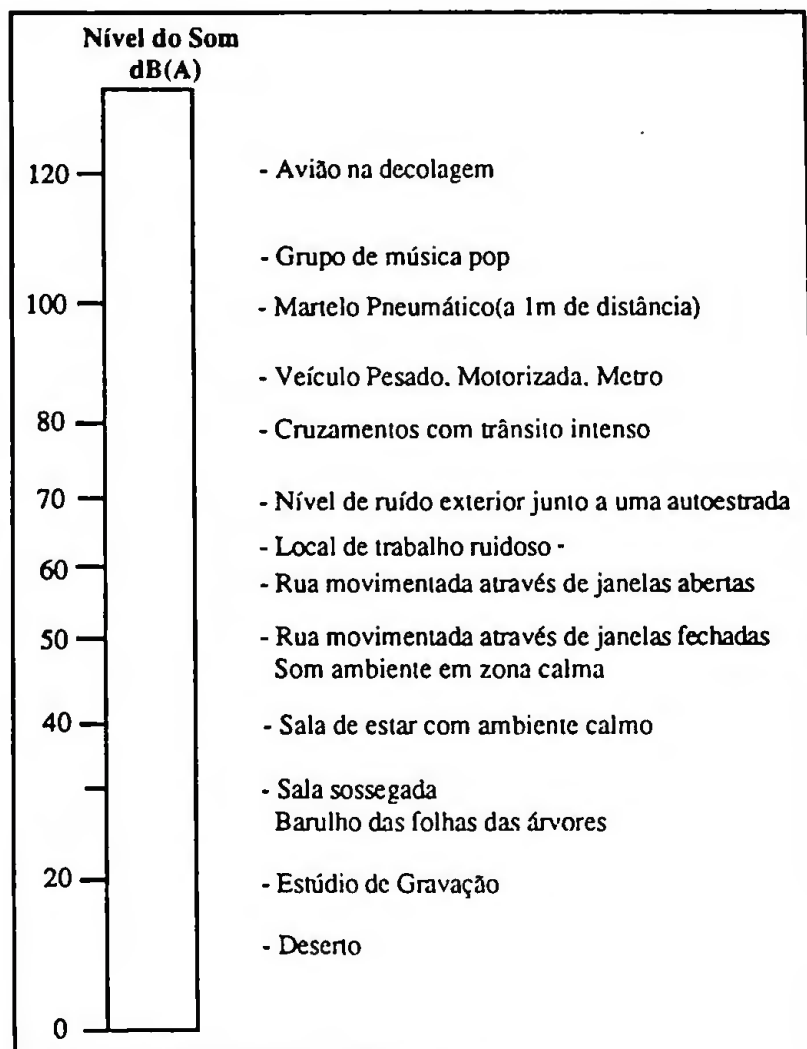 Nível do Som
dB(A)
120 - Avião na decolagem
- Grupo de música pop
100 - Martelo Pneumático(a 1m de distância)
- Veículo Pesado. Motorizada. Metro
80 - Cruzamentos com trânsito intenso
70 - Nível de ruído exterior junto a uma autoestrada
- Local de trabalho ruidoso -
60
- Rua movimentada através de janelas abertas
50 - Rua movimentada através de janelas fechadas
Som ambiente em zona calma
40 - Sala de estar com ambiente calmo
- Sala sossegada
Barulho das folhas das árvores
20 - Estúdio de Gravação
- Deserto
0